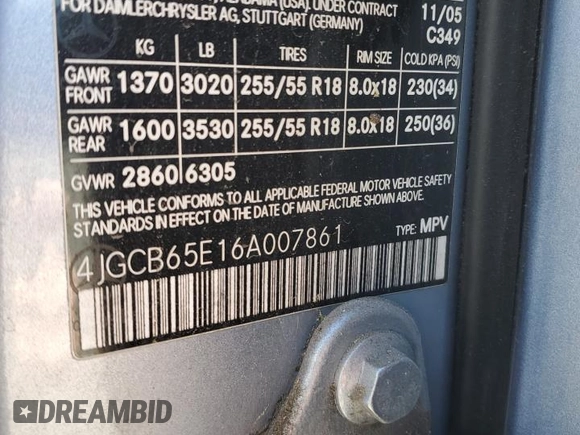 (USA), UNDER CONTRACT
FOR DAIMLERCHRYSLER AG, STUTTGART (GERMANY)
11/05
C349
KG LB TIRES RIM SIZE COLD KPA (PSI)
GAWR FRONT 1370 3020 255/55 R18 8.0x18 230(34)
GAWR REAR 1600 3530 255/55 R18 8.0x18 250(36)
GVWR 2860 6305
THIS VEHICLE CONFORMS TO ALL APPLICABLE FEDERAL MOTOR VEHICLE SAFETY
STANDARDS IN EFFECT ON THE DATE OF MANUFACTURE SHOWN ABOVE.
4JGCB65E16A007861 TYPE: MPV
DREAMBID